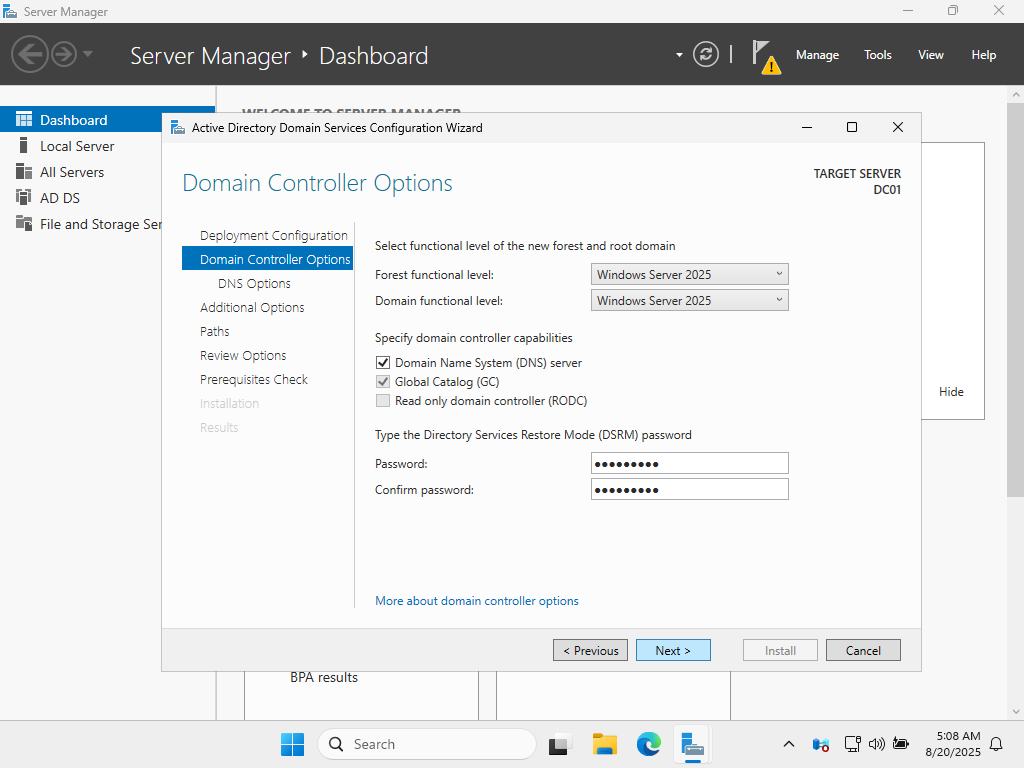 Server Manager
Server Manager ‣ Dashboard
Manage Tools View Help
WELCOME TO SERVER MANAGER
Dashboard
Local Server
All Servers
AD DS
File and Storage Ser
Active Directory Domain Services Configuration Wizard
Domain Controller Options
TARGET SERVER
DC01
Deployment Configuration
Domain Controller Options
DNS Options
Additional Options
Paths
Review Options
Prerequisites Check
Installation
Results
Select functional level of the new forest and root domain
Forest functional level: Windows Server 2025
Domain functional level: Windows Server 2025
Specify domain controller capabilities
Domain Name System (DNS) server
Global Catalog (GC)
Read only domain controller (RODC)
Type the Directory Services Restore Mode (DSRM) password
Password: ●●●●●●●●●
Confirm password: ●●●●●●●●●
More about domain controller options
< Previous Next > Install Cancel
Hide
BPA results
Search
5:08 AM
8/20/2025